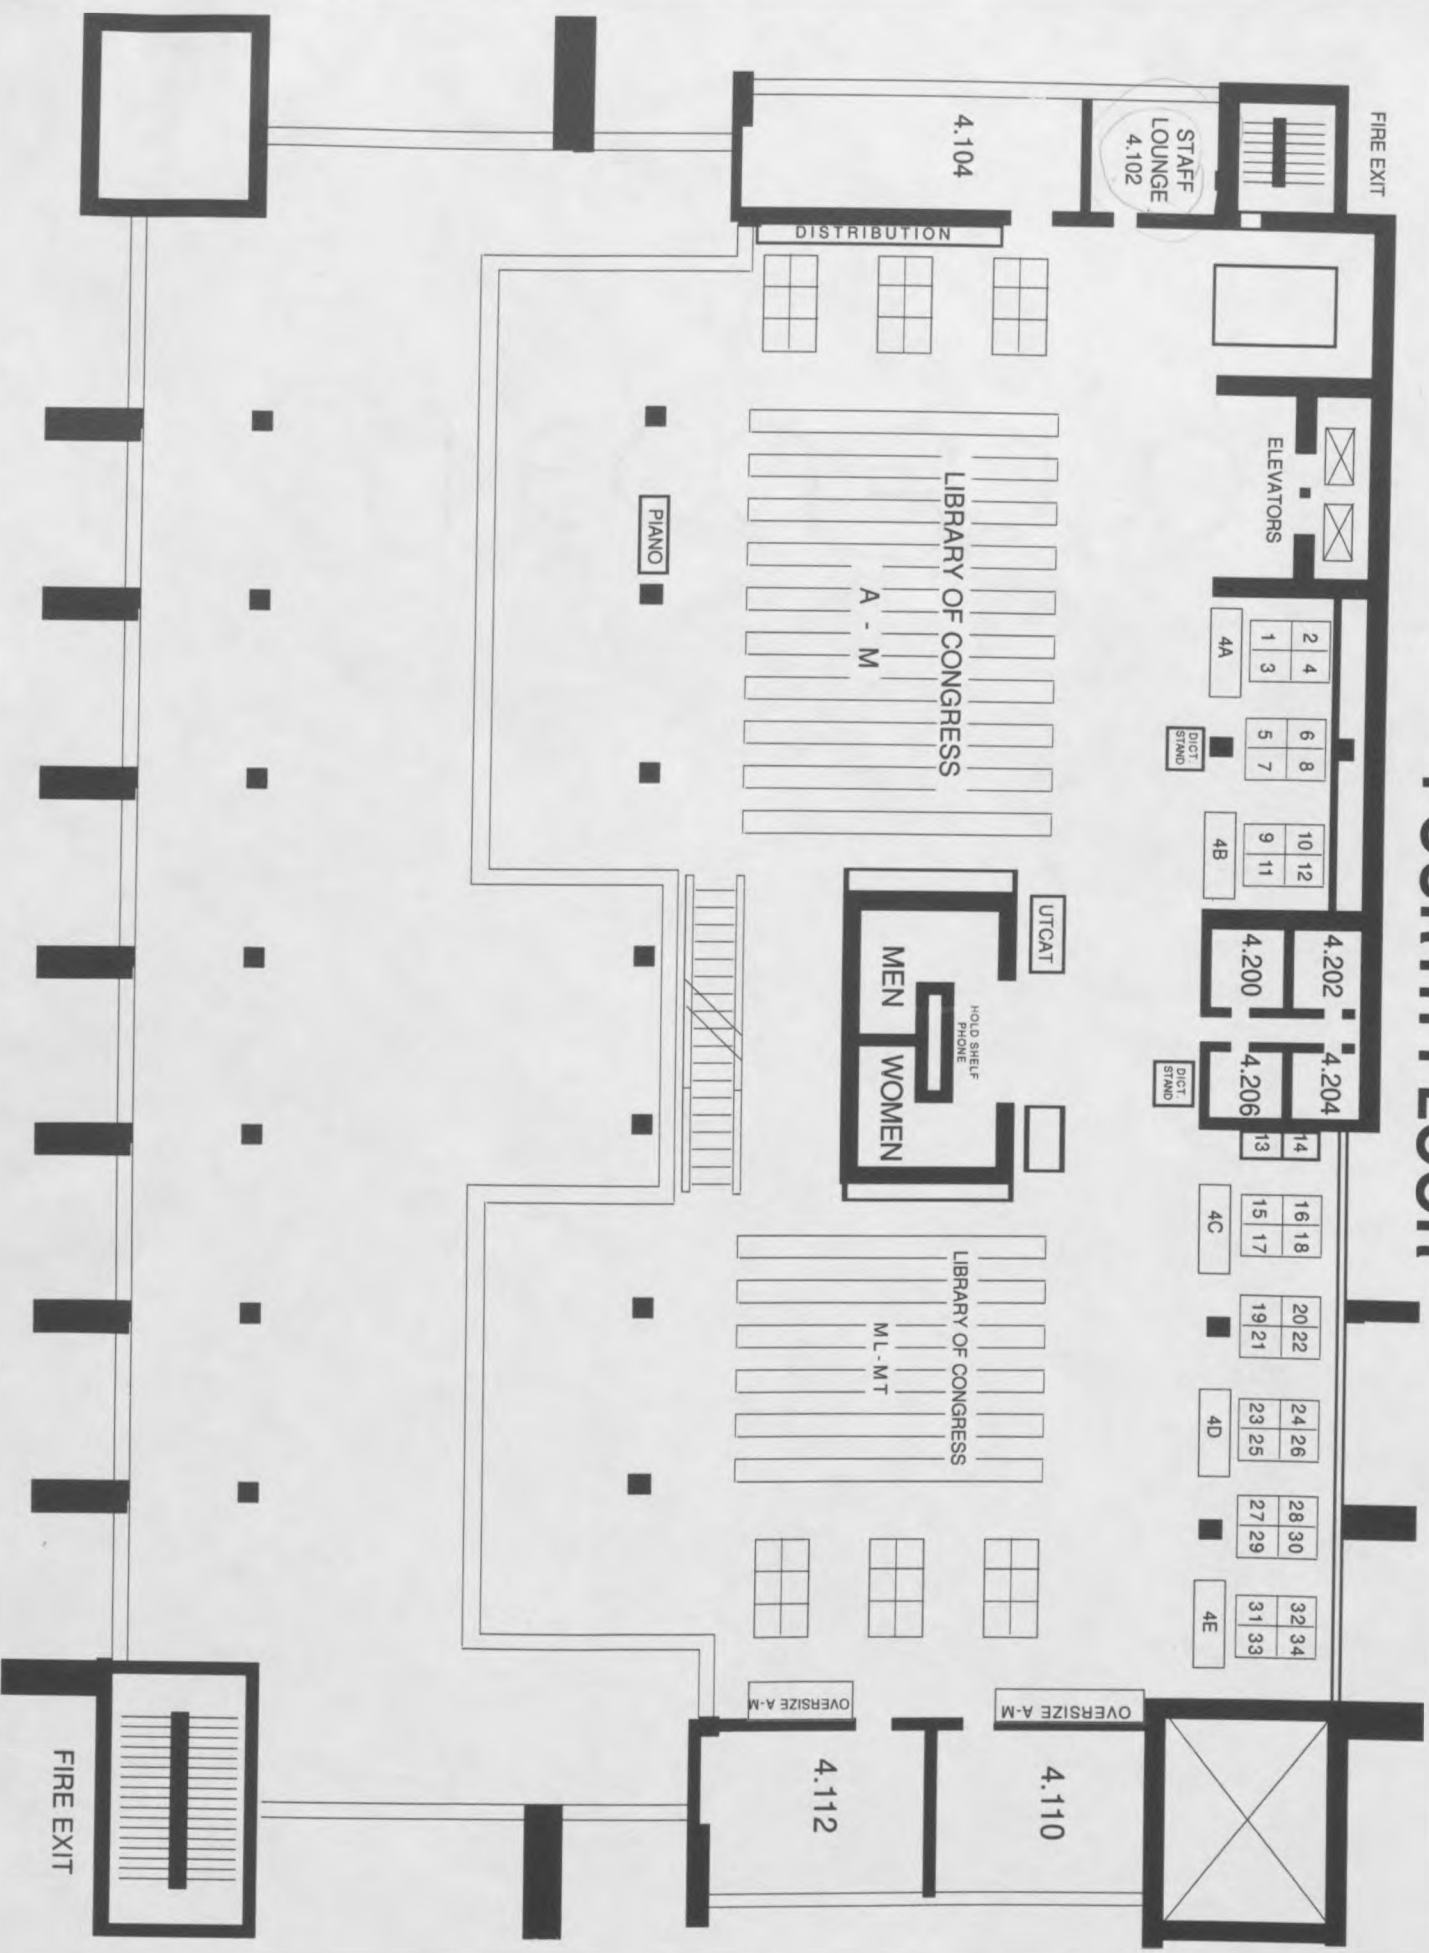 FOURTH FLOOR
FIRE EXIT
STAFF
LOUNGE
4.102
4.104
DISTRIBUTION
ELEVATORS
LIBRARY OF CONGRESS
A - M
PIANO
4A
2 4
1 3
DICT.
STAND
6 8
5 7
4B
10 12
9 11
UTCAT
MEN
WOMEN
HOLD SHELF
PHONE
4.202
4.200
4.204
4.206
DICT.
STAND
14
13
4C
16 18
15 17
20 22
19 21
4D
24 26
23 25
28 30
27 29
4E
32 34
31 33
LIBRARY OF CONGRESS
ML-MT
OVERSIZE A-M
OVERSIZE A-M
4.110
4.112
FIRE EXIT